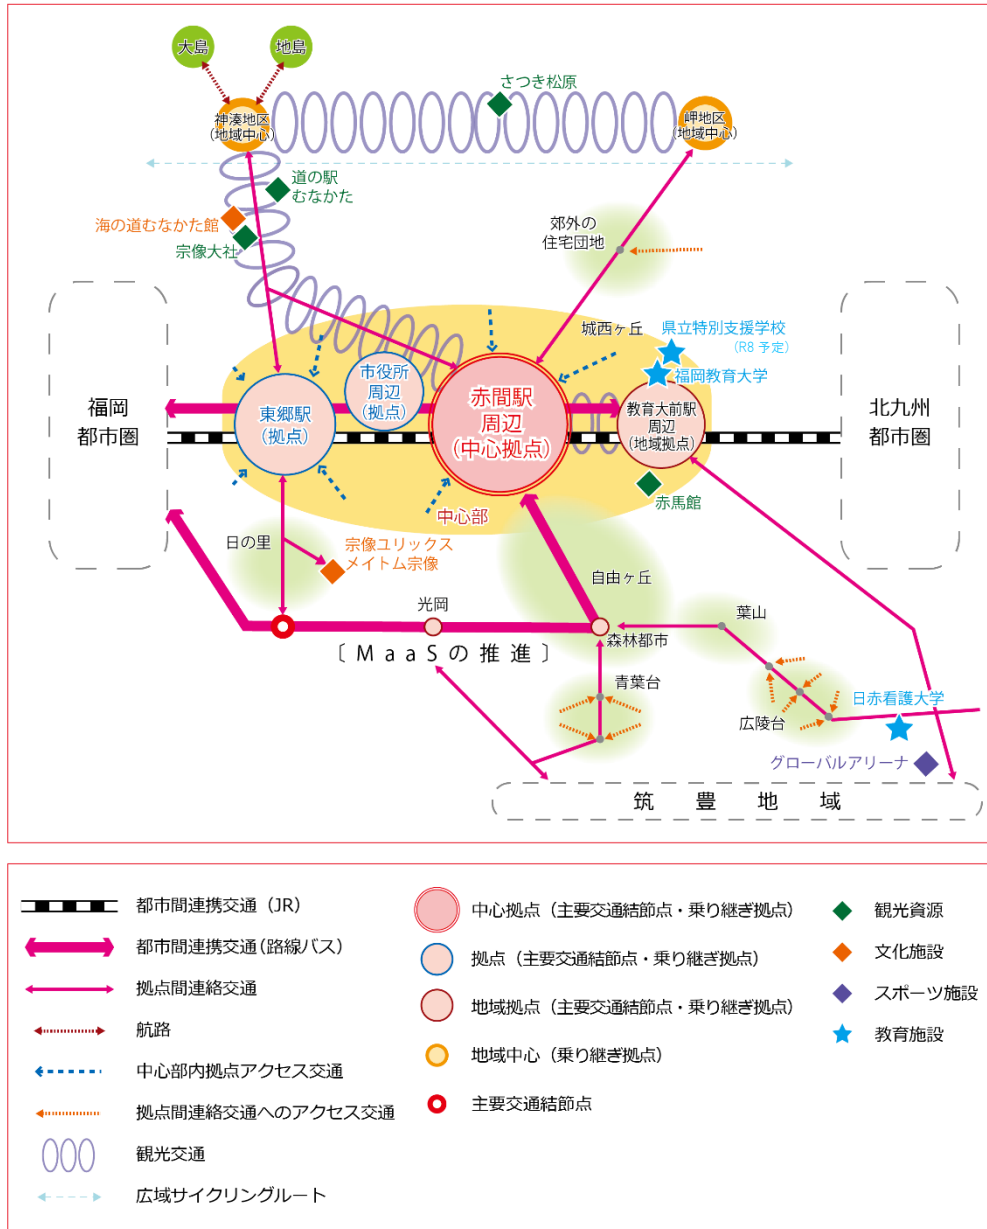 大島
地島
神湊地区
(地域中心)
さつき松原
岬地区
(地域中心)
道の駅
むなかた
海の道むなかた館
宗像大社
郊外の
住宅団地
城西ヶ丘
県立特別支援学校
(R8 予定)
福岡教育大学
福岡
都市圏
東郷駅
(拠点)
市役所
周辺
(拠点)
赤間駅
周辺
(中心拠点)
教育大前駅
周辺
(地域拠点)
北九州
都市圏
赤馬館
中心部
日の里
宗像ユリックス
メイトム宗像
光岡
自由ヶ丘
森林都市
葉山
〔MaaSの推進〕
青葉台
広陵台
日赤看護大学
グローバルアリーナ
筑豊地域
都市間連携交通（JR）
都市間連携交通（路線バス）
拠点間連絡交通
航路
中心部内拠点アクセス交通
拠点間連絡交通へのアクセス交通
観光交通
広域サイクリングルート
中心拠点（主要交通結節点・乗り継ぎ拠点）
拠点（主要交通結節点・乗り継ぎ拠点）
地域拠点（主要交通結節点・乗り継ぎ拠点）
地域中心（乗り継ぎ拠点）
主要交通結節点
観光資源
文化施設
スポーツ施設
教育施設